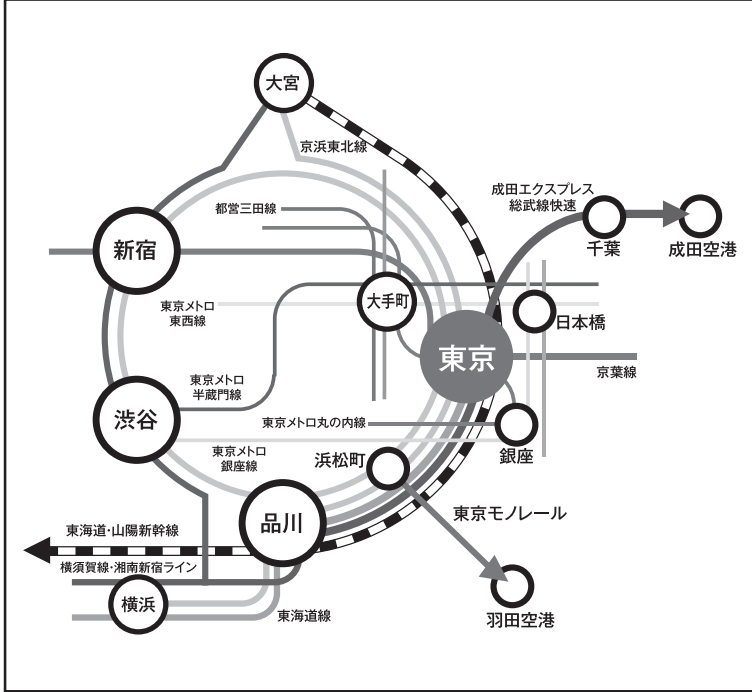 大宮
京浜東北線
成田エクスプレス
総武線快速
都営三田線
新宿
千葉
成田空港
大手町
東京メトロ
東西線
日本橋
東京
京葉線
東京メトロ
半蔵門線
渋谷
東京メトロ丸の内線
銀座
東京メトロ
銀座線
浜松町
品川
東京モノレール
東海道・山陽新幹線
横須賀線・湘南新宿ライン
横浜
東海道線
羽田空港